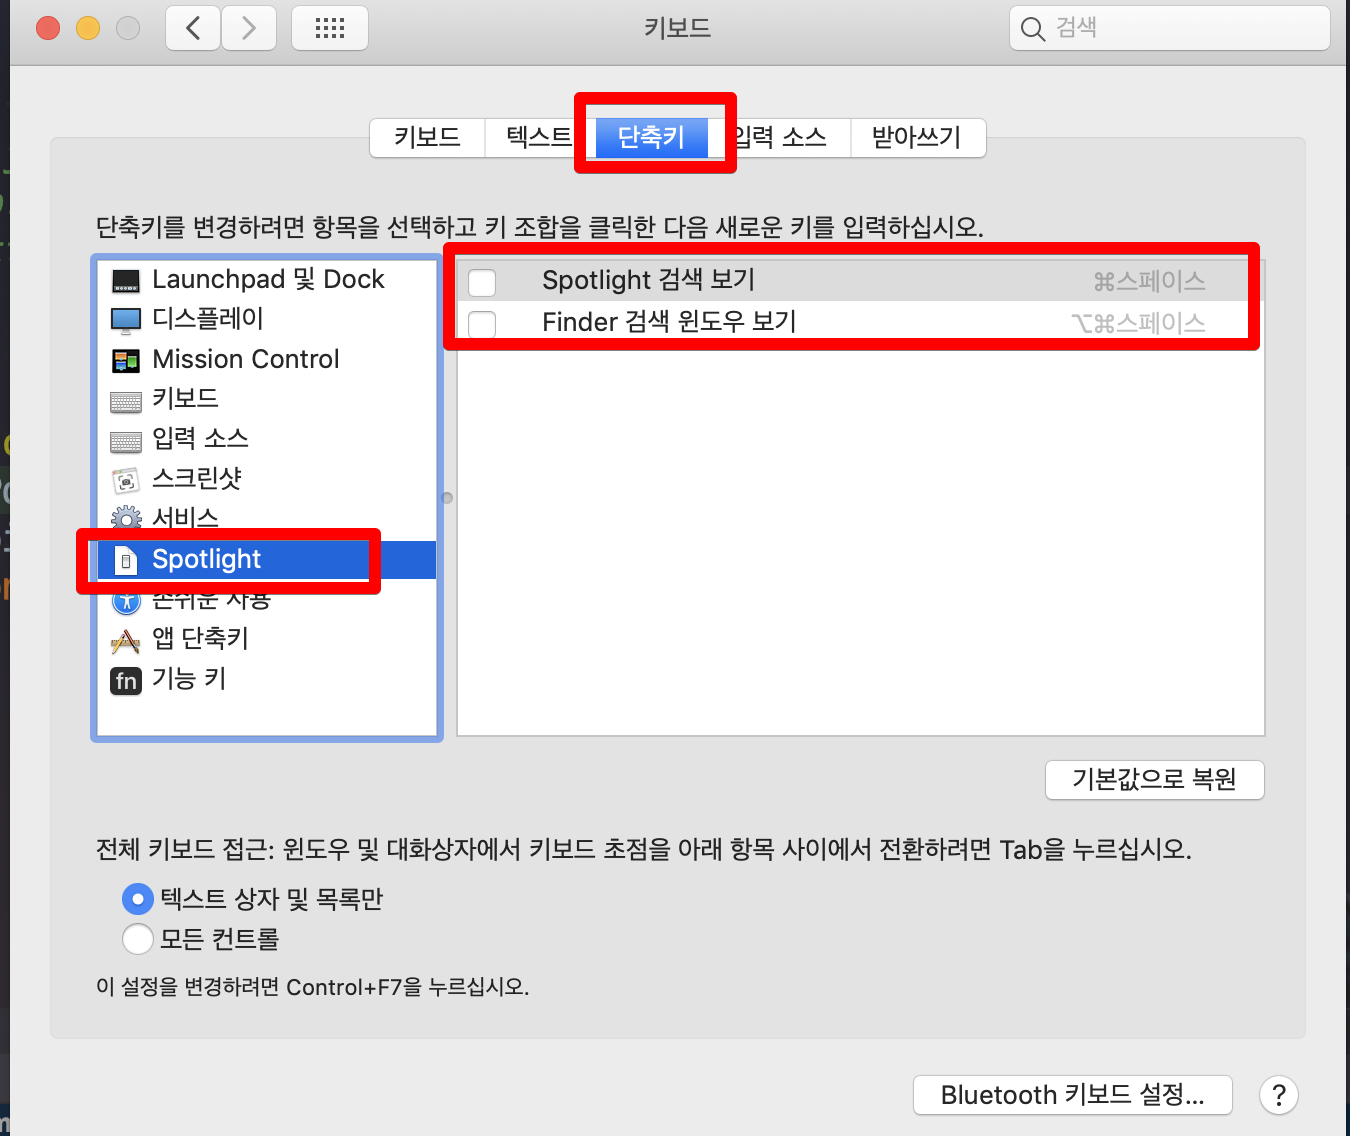 키보드
검색
키보드 텍스트 단축키 입력 소스 받아쓰기
단축키를 변경하려면 항목을 선택하고 키 조합을 클릭한 다음 새로운 키를 입력하십시오.
Launchpad 및 Dock
디스플레이
Mission Control
키보드
입력 소스
스크린샷
서비스
Spotlight
손쉬운 사용
앱 단축키
fn 기능 키
Spotlight 검색 보기 ⌘스페이스
Finder 검색 윈도우 보기 ⌥⌘스페이스
기본값으로 복원
전체 키보드 접근: 윈도우 및 대화상자에서 키보드 초점을 아래 항목 사이에서 전환하려면 Tab을 누르십시오.
텍스트 상자 및 목록만
모든 컨트롤
이 설정을 변경하려면 Control+F7을 누르십시오.
Bluetooth 키보드 설정... ?